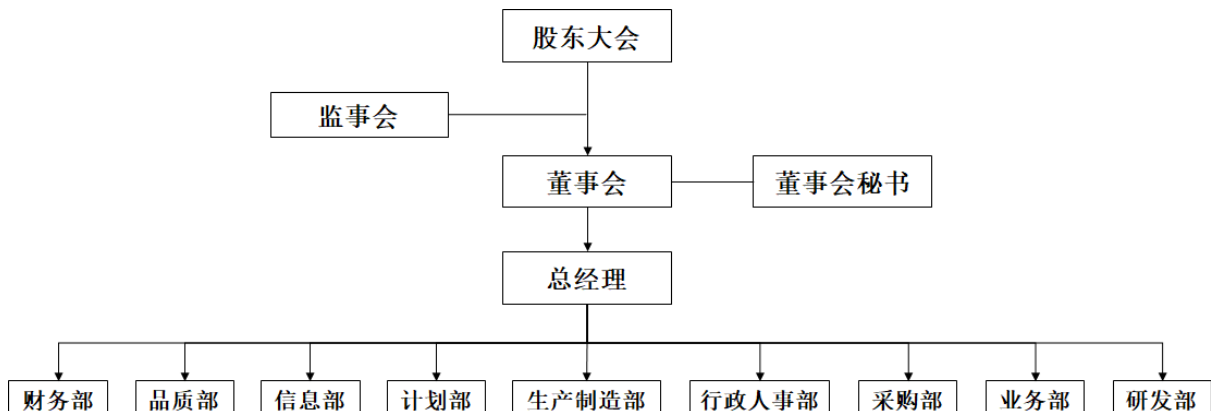 股东大会
监事会
董事会
董事会秘书
总经理
财务部
品质部
信息部
计划部
生产制造部
行政人事部
采购部
业务部
研发部